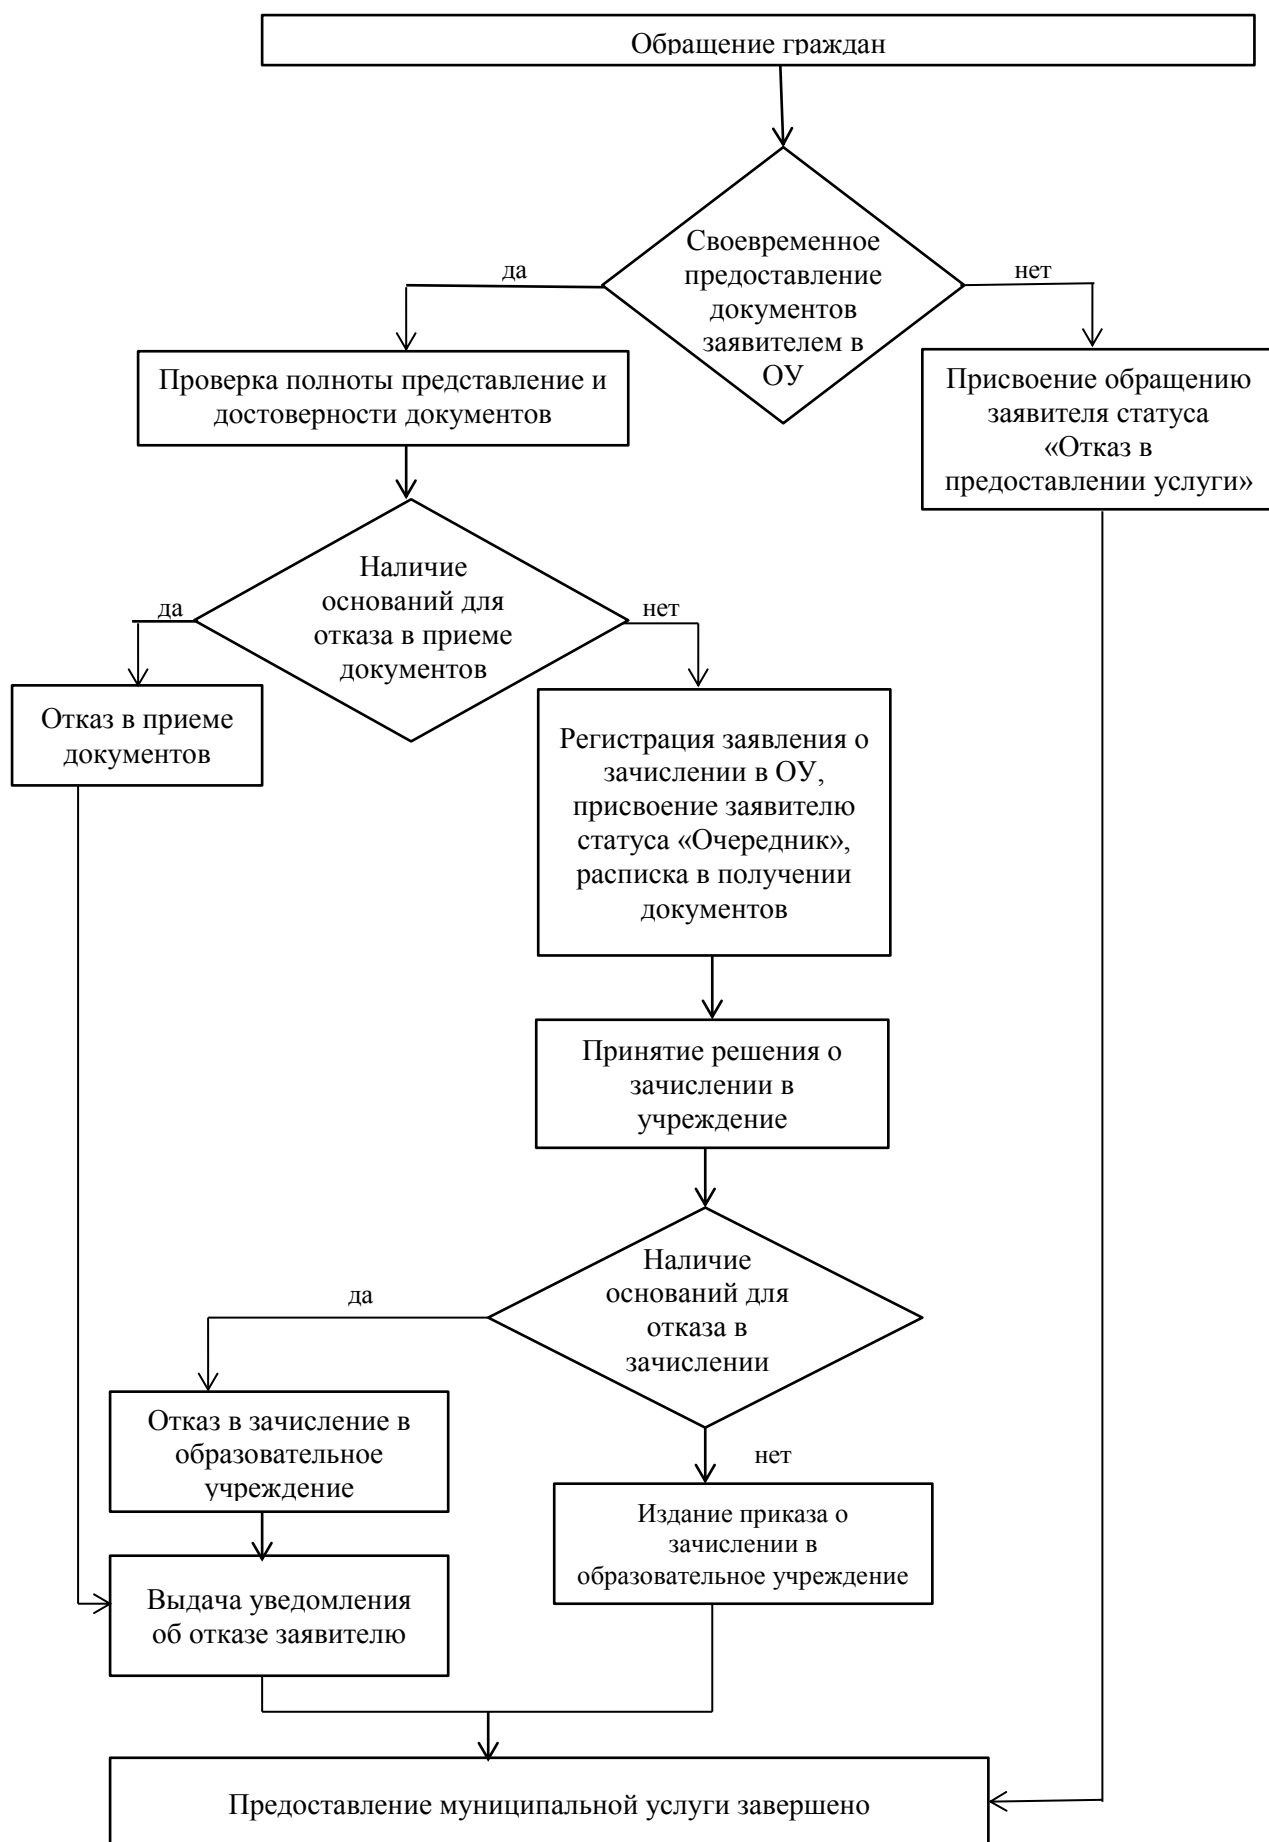 Обращение граждан
Своевременное
предоставление
документов
заявителем в
ОУ
да
нет
Проверка полноты представление и
достоверности документов
Присвоение обращению
заявителя статуса
«Отказ в
предоставлении услуги»
Наличие
оснований для
отказа в приеме
документов
да
нет
Отказ в приеме
документов
Регистрация заявления о
зачислении в ОУ,
присвоение заявителю
статуса «Очередник»,
расписка в получении
документов
Принятие решения о
зачислении в
учреждение
Наличие
оснований для
отказа в
зачислении
да
нет
Отказ в зачисление в
образовательное
учреждение
Издание приказа о
зачислении в
образовательное учреждение
Выдача уведомления
об отказе заявителю
Предоставление муниципальной услуги завершено